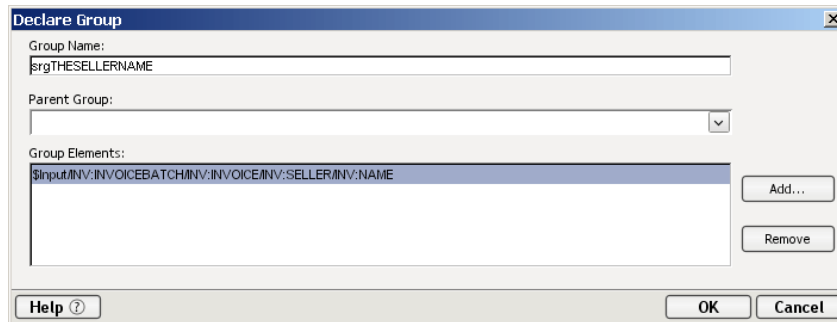 Declare Group
Group Name:
srgTHESELLERNAME
Parent Group:
Group Elements:
$Input/INV:INVOICEBATCH/INV:INVOICE/INV:SELLER/INV:NAME
Add...
Remove
Help ?
OK
Cancel